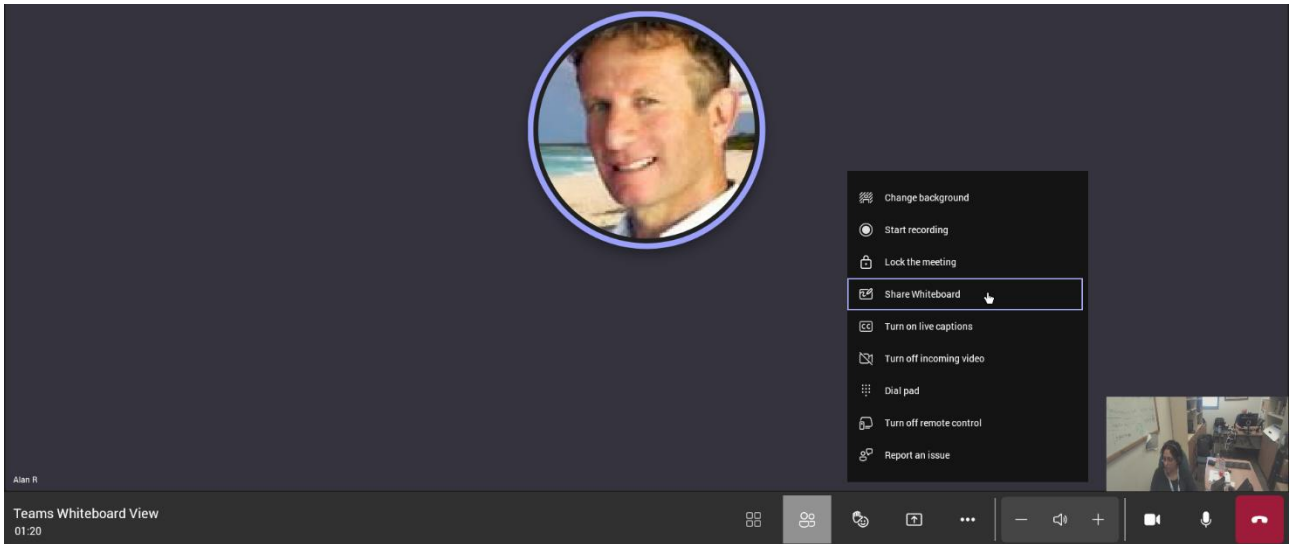 Change background
Start recording
Lock the meeting
Share Whiteboard
CC Turn on live captions
Turn off incoming video
Dial pad
Turn off remote control
Report an issue
Alan R
Teams Whiteboard View
01:20